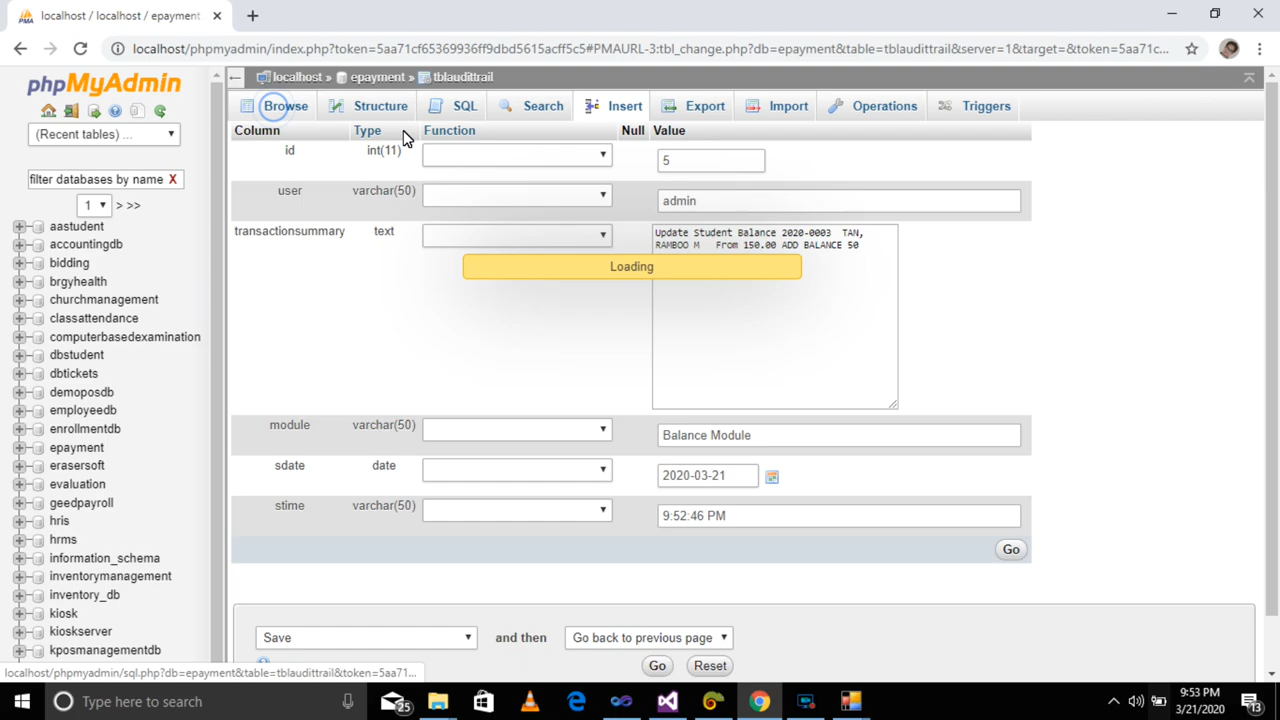 localhost / localhost / epayment
localhost/phpmyadmin/index.php?token=5aa71cf65369936ff9dbd5615acff5c5#PMAURL-3:tbl_change.php?db=epayment&table=tblaudittrail&server=1&target=&token=5aa71c...
phpMyAdmin
localhost » epayment » tblaudittrail
Browse Structure SQL Search Insert Export Import Operations Triggers
(Recent tables) ...
filter databases by name X
1 > >>
aastudent
accountingdb
bidding
brgyhealth
churchmanagement
classattendance
computerbasedexamination
dbstudent
dbtickets
demoposdb
employeedb
enrollmentdb
epayment
erasersoft
evaluation
geedpayroll
hris
hrms
information_schema
inventorymanagement
inventory_db
kiosk
kioskserver
kposmanagementdb
Column Type Function Null Value
id int(11) 5
user varchar(50) admin
transactionsummary text Update Student Balance 2020-0003 TAN,
RAMBOO M From 150.00 ADD BALANCE 50
Loading
module varchar(50) Balance Module
sdate date 2020-03-21
stime varchar(50) 9:52:46 PM
Go
Save and then Go back to previous page
Go Reset
localhost/phpmyadmin/sql.php?db=epayment&table=tblaudittrail&token=5aa71...
Type here to search
25
9:53 PM
3/21/2020
13